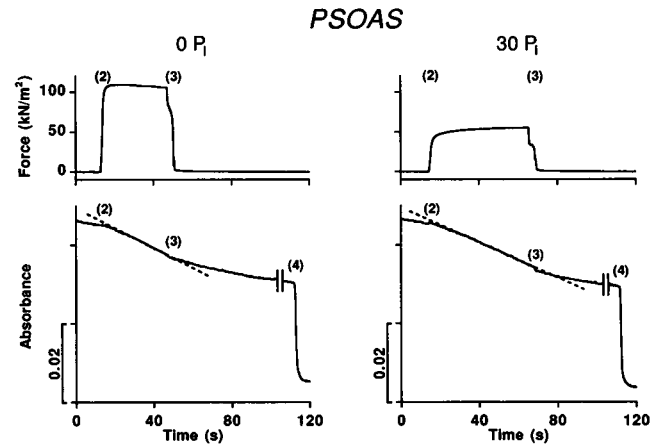 PSOAS
0 Pi
30 Pi
(2) (3)
(2) (3)
Force (kN/m²)
100
50
0
(2)
(3)
(4)
(2)
(3)
(4)
Absorbance
0.02
0.02
0 40 80 120
0 40 80 120
Time (s)
Time (s)